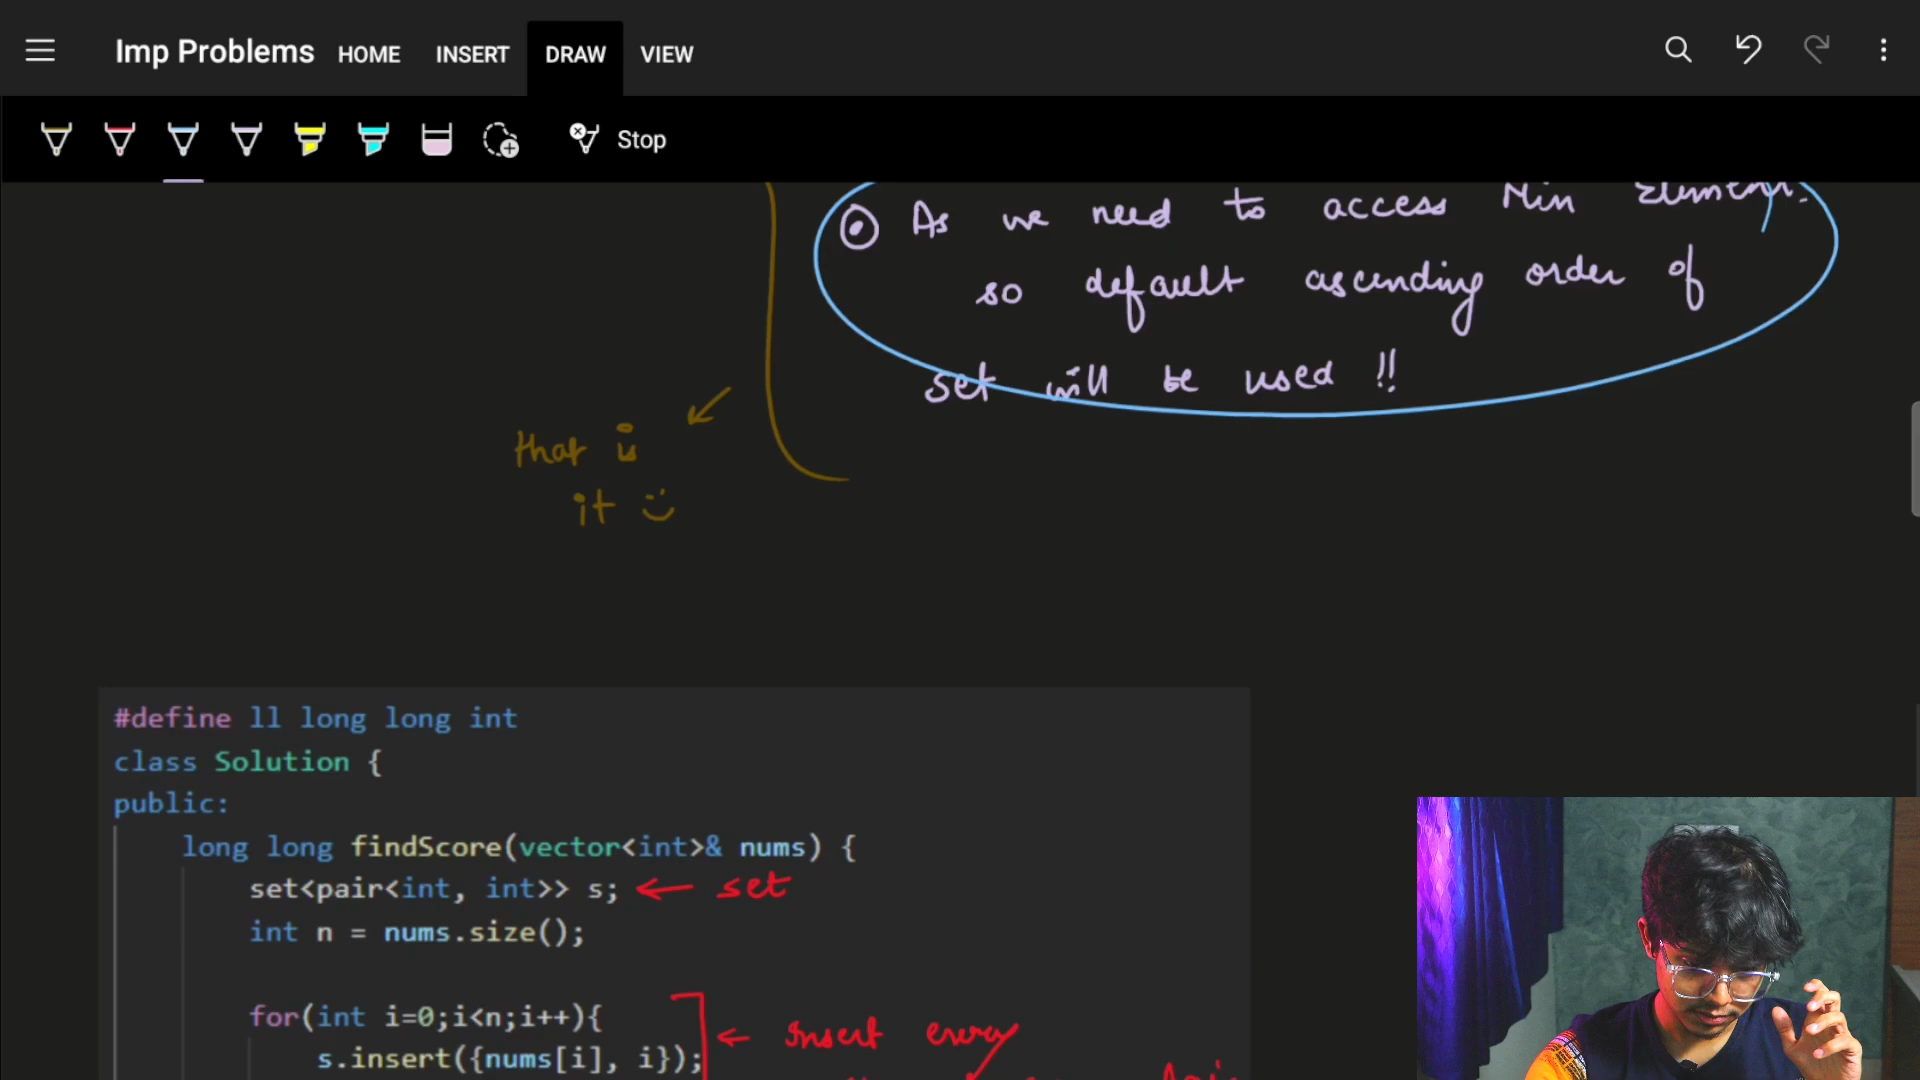 Imp Problems HOME INSERT DRAW VIEW
Stop
As we need to access Min Element.
so default ascending order of
set will be used !!
that is
it
#define ll long long int
class Solution {
public:
long long findScore(vector<int>& nums) {
set<pair<int, int>> s; ← set
int n = nums.size();
for(int i=0;i<n;i++){
← Insert every
s.insert({nums[i], i});